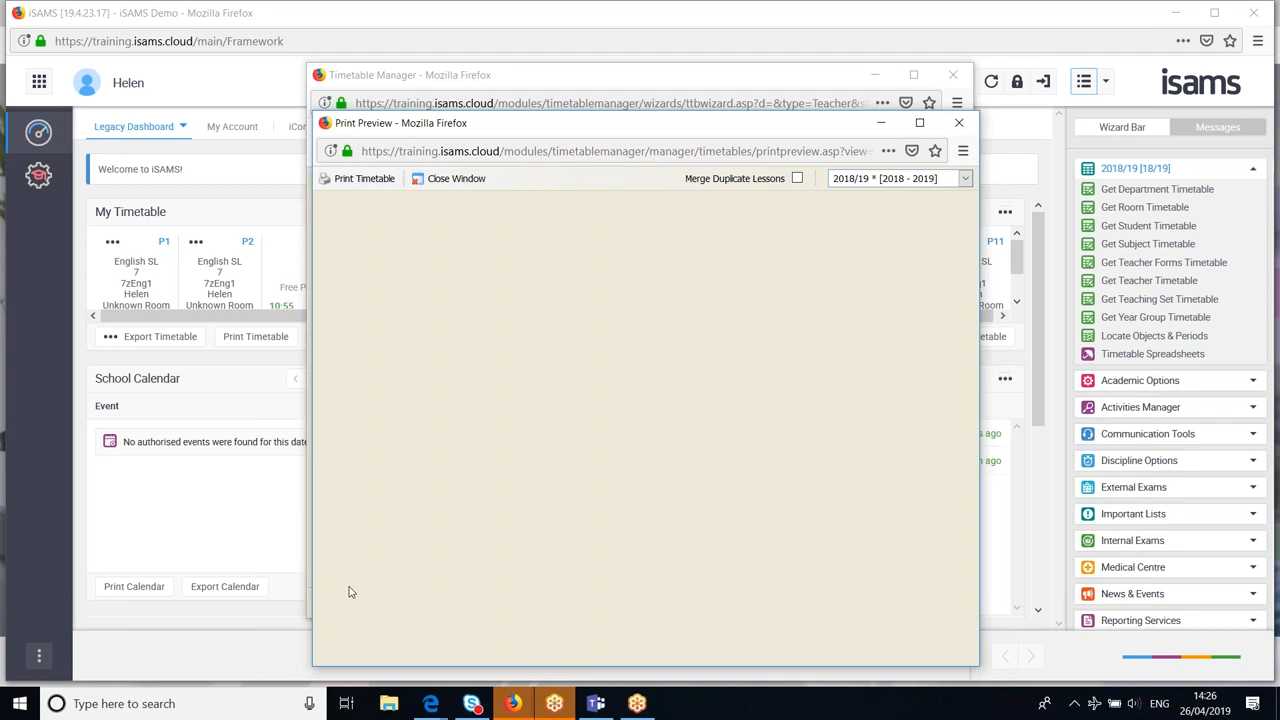 iSAMS [19.4.23.17] - iSAMS Demo - Mozilla Firefox
https://training.isams.cloud/main/Framework
Helen
isams
Timetable Manager - Mozilla Firefox
https://training.isams.cloud/modules/timetablemanager/wizards/ttbwizard.asp?d=&type=Teacher&s
Print Preview - Mozilla Firefox
https://training.isams.cloud/modules/timetablemanager/manager/timetables/printpreview.asp?view=
Print Timetable
Close Window
Merge Duplicate Lessons
2018/19 * [2018 - 2019]
Legacy Dashboard
My Account
iCor
Welcome to iSAMS!
My Timetable
P1
P2
P11
English SL
7
7zEng1
Helen
Unknown Room
English SL
7
7zEng1
Helen
Unknown Room
Free P
10:55
SL
Export Timetable
Print Timetable
etable
School Calendar
Event
No authorised events were found for this date
s ago
n ago
Print Calendar
Export Calendar
Wizard Bar
Messages
2018/19 [18/19]
Get Department Timetable
Get Room Timetable
Get Student Timetable
Get Subject Timetable
Get Teacher Forms Timetable
Get Teacher Timetable
Get Teaching Set Timetable
Get Year Group Timetable
Locate Objects & Periods
Timetable Spreadsheets
Academic Options
Activities Manager
Communication Tools
Discipline Options
External Exams
Important Lists
Internal Exams
Medical Centre
News & Events
Reporting Services
Type here to search
ENG
14:26
26/04/2019